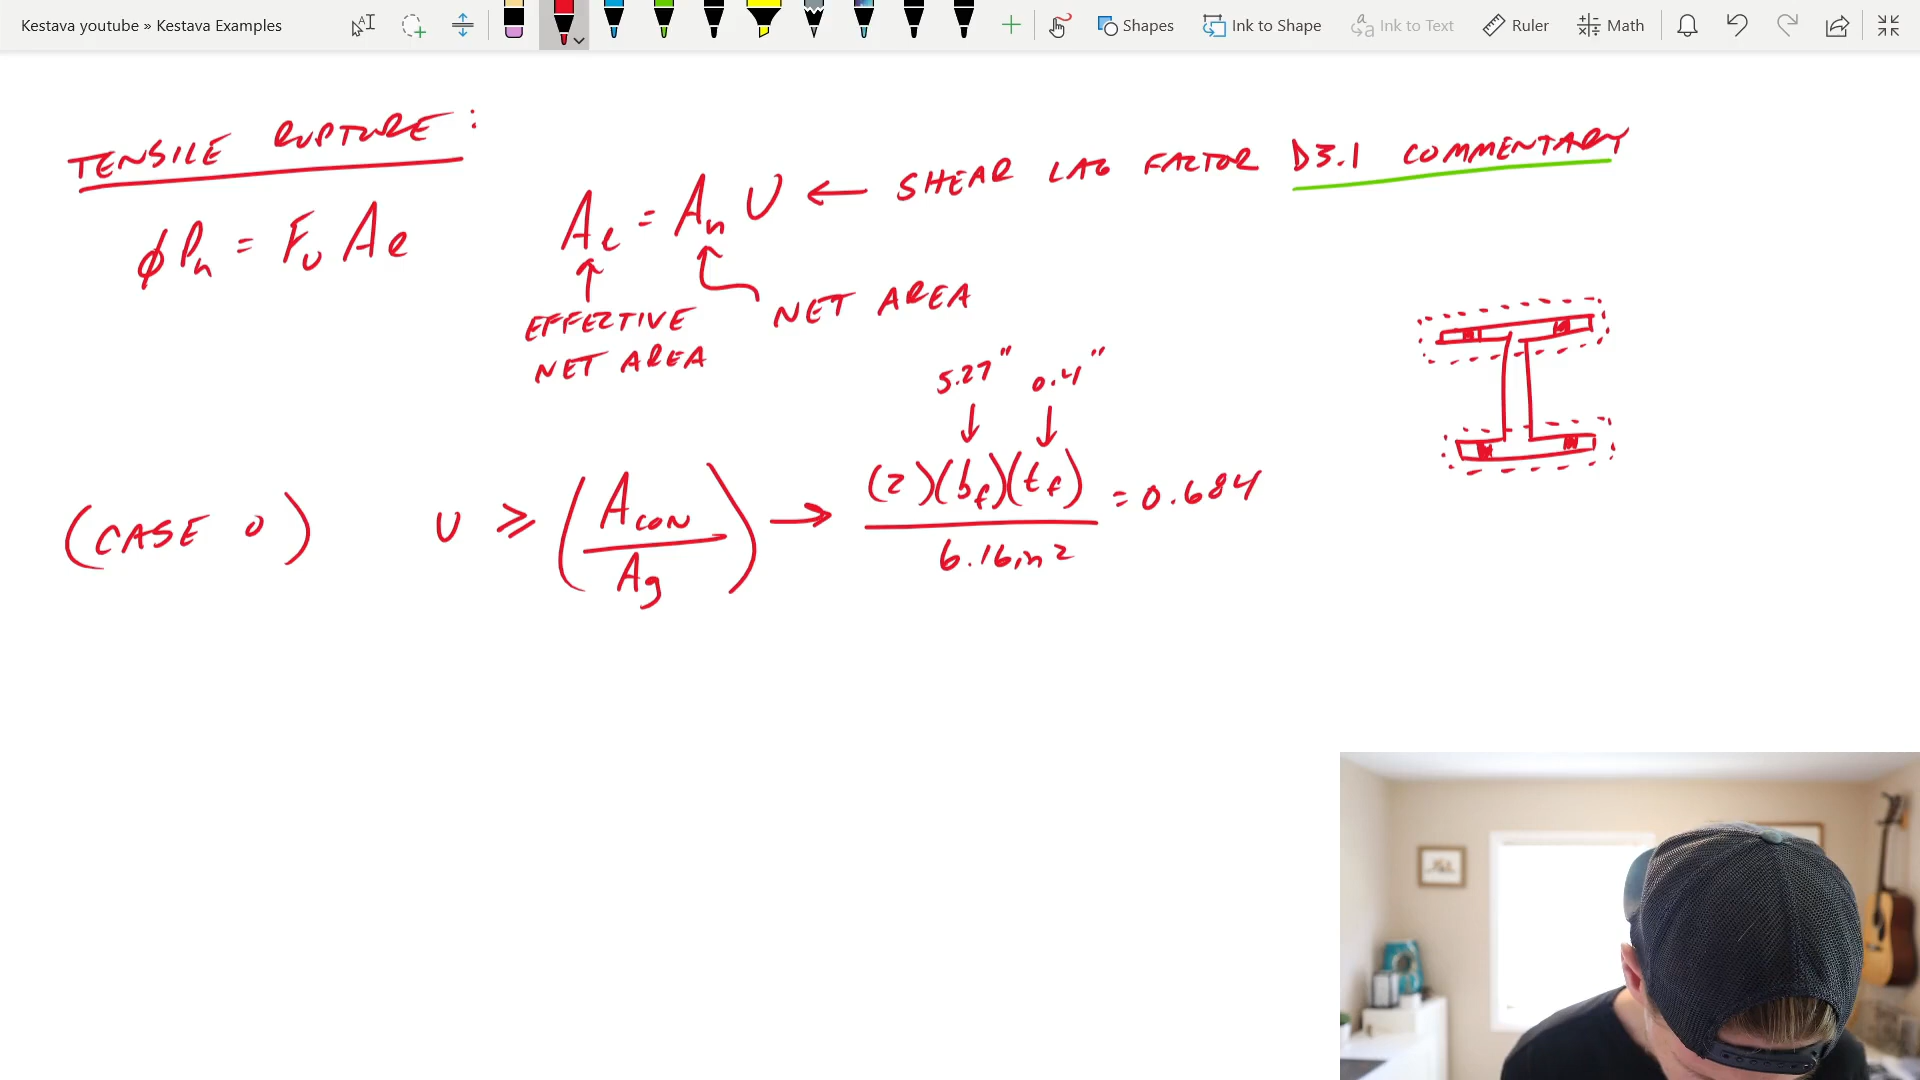 Kestava youtube » Kestava Examples
Shapes
Ink to Shape
Ink to Text
Ruler
Math
TENSILE RUPTURE:
ϕPn = Fu Ae
Ae = An U ← SHEAR LAG FACTOR D3.1 COMMENTARY
EFFECTIVE NET AREA
NET AREA
5.27" 0.4"
(CASE 0) U ≥ (ACON / Ag) → (2)(bf)(tf) / 6.16in2 = 0.684